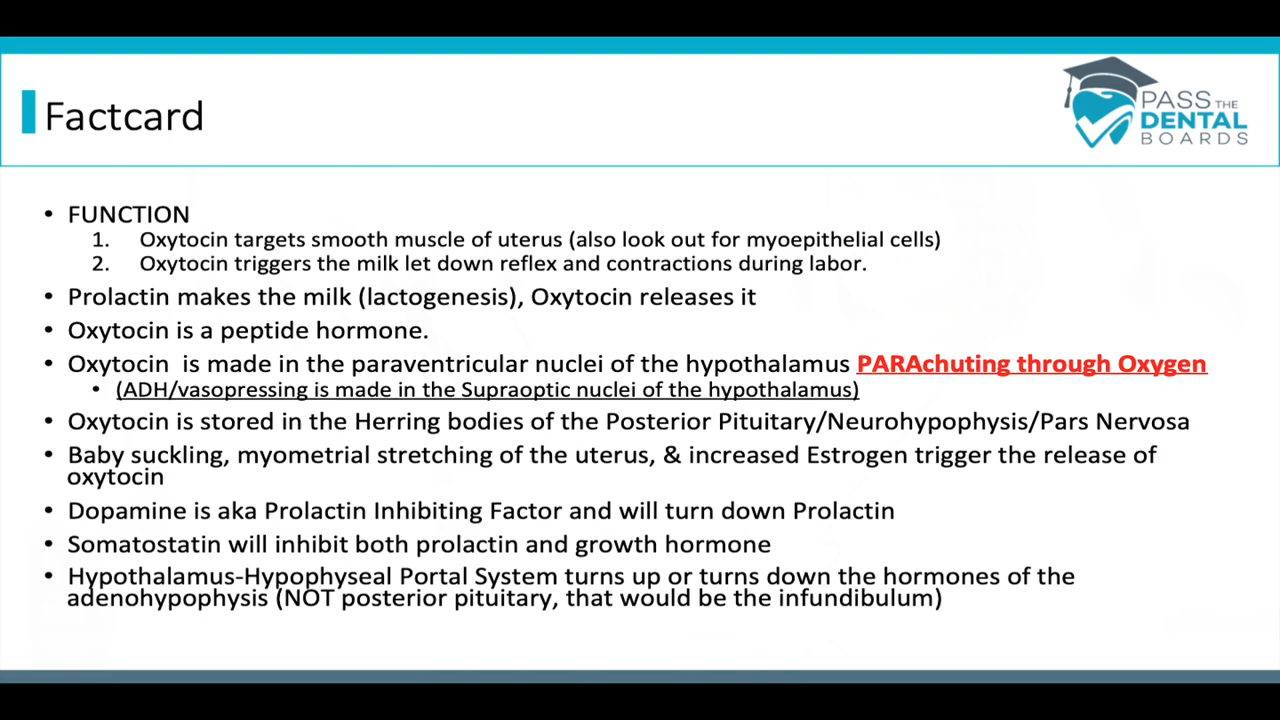 Factcard
PASS THE
DENTAL
BOARDS
• FUNCTION
1. Oxytocin targets smooth muscle of uterus (also look out for myoepithelial cells)
2. Oxytocin triggers the milk let down reflex and contractions during labor.
• Prolactin makes the milk (lactogenesis), Oxytocin releases it
• Oxytocin is a peptide hormone.
• Oxytocin is made in the paraventricular nuclei of the hypothalamus PARAchuting through Oxygen
• (ADH/vasopressing is made in the Supraoptic nuclei of the hypothalamus)
• Oxytocin is stored in the Herring bodies of the Posterior Pituitary/Neurohypophysis/Pars Nervosa
• Baby suckling, myometrial stretching of the uterus, & increased Estrogen trigger the release of
oxytocin
• Dopamine is aka Prolactin Inhibiting Factor and will turn down Prolactin
• Somatostatin will inhibit both prolactin and growth hormone
• Hypothalamus-Hypophyseal Portal System turns up or turns down the hormones of the
adenohypophysis (NOT posterior pituitary, that would be the infundibulum)